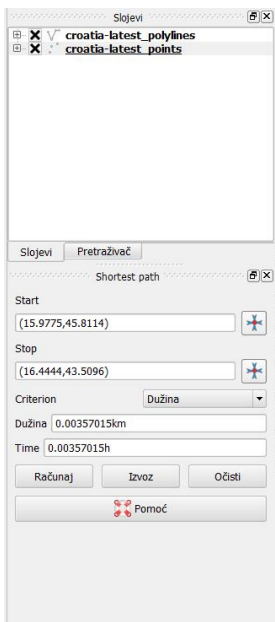 Slojevi
croatia-latest_polylines
croatia-latest_points
Slojevi Pretraživač
Shortest path
Start
(15.9775,45.8114)
Stop
(16.4444,43.5096)
Criterion Dužina
Dužina 0.00357015km
Time 0.00357015h
Računaj Izvoz Očisti
Pomoć